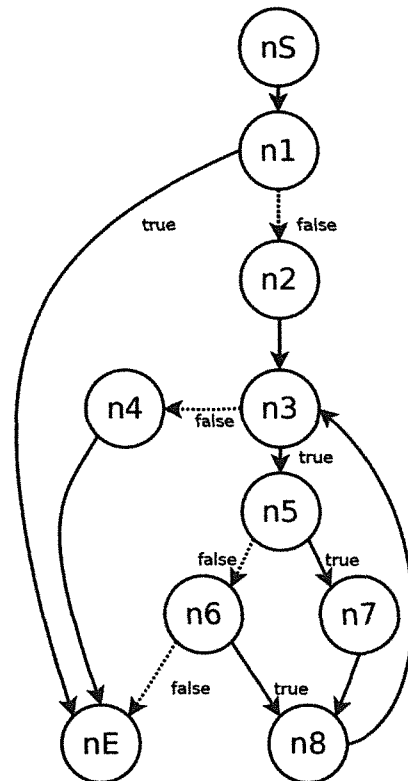 nS
n1
true
false
n2
n4
n3
false
true
n5
false
true
n6
n7
false
true
nE
n8